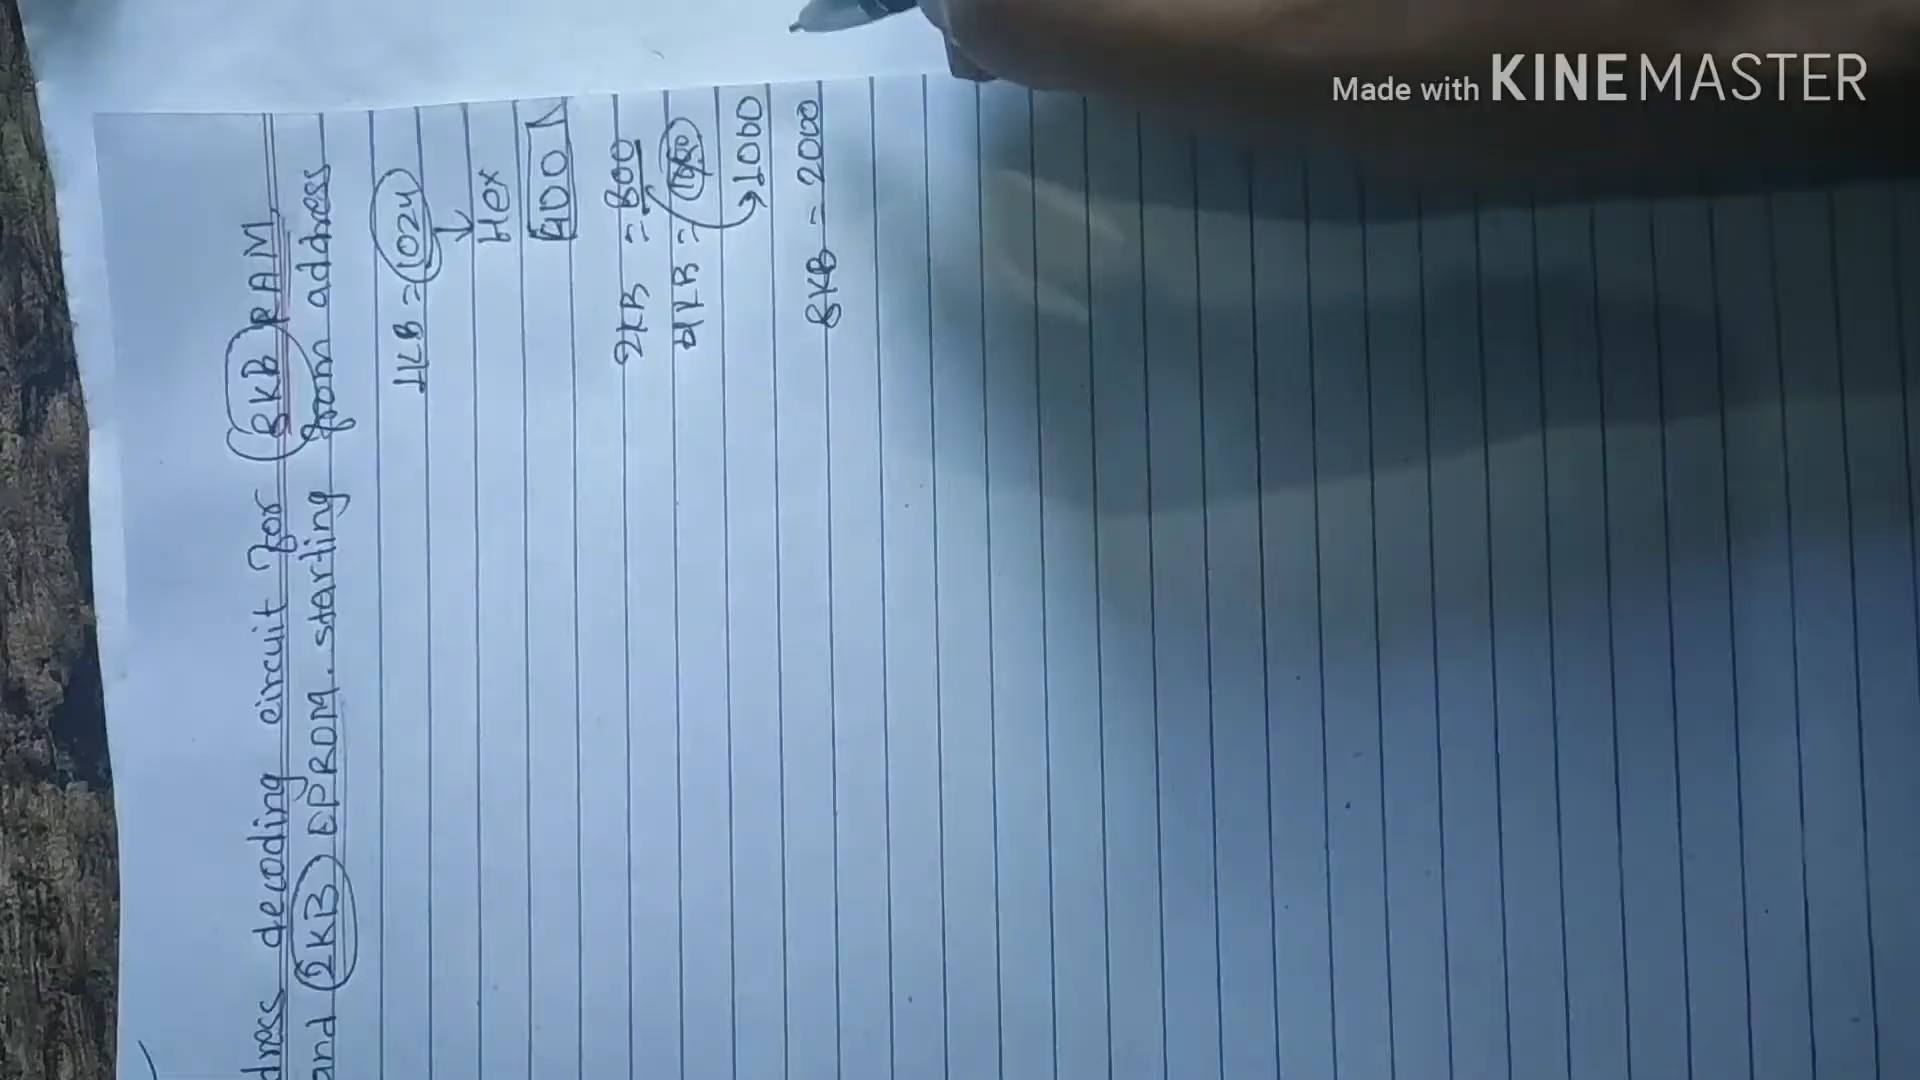 Made with KINEMASTER
dress decoding circuit for 8KB RAM,
and 2KB EPROM. starting from address
1KB = 1024
Hex
400
2KB = 800
4KB =
1000
8KB = 2000